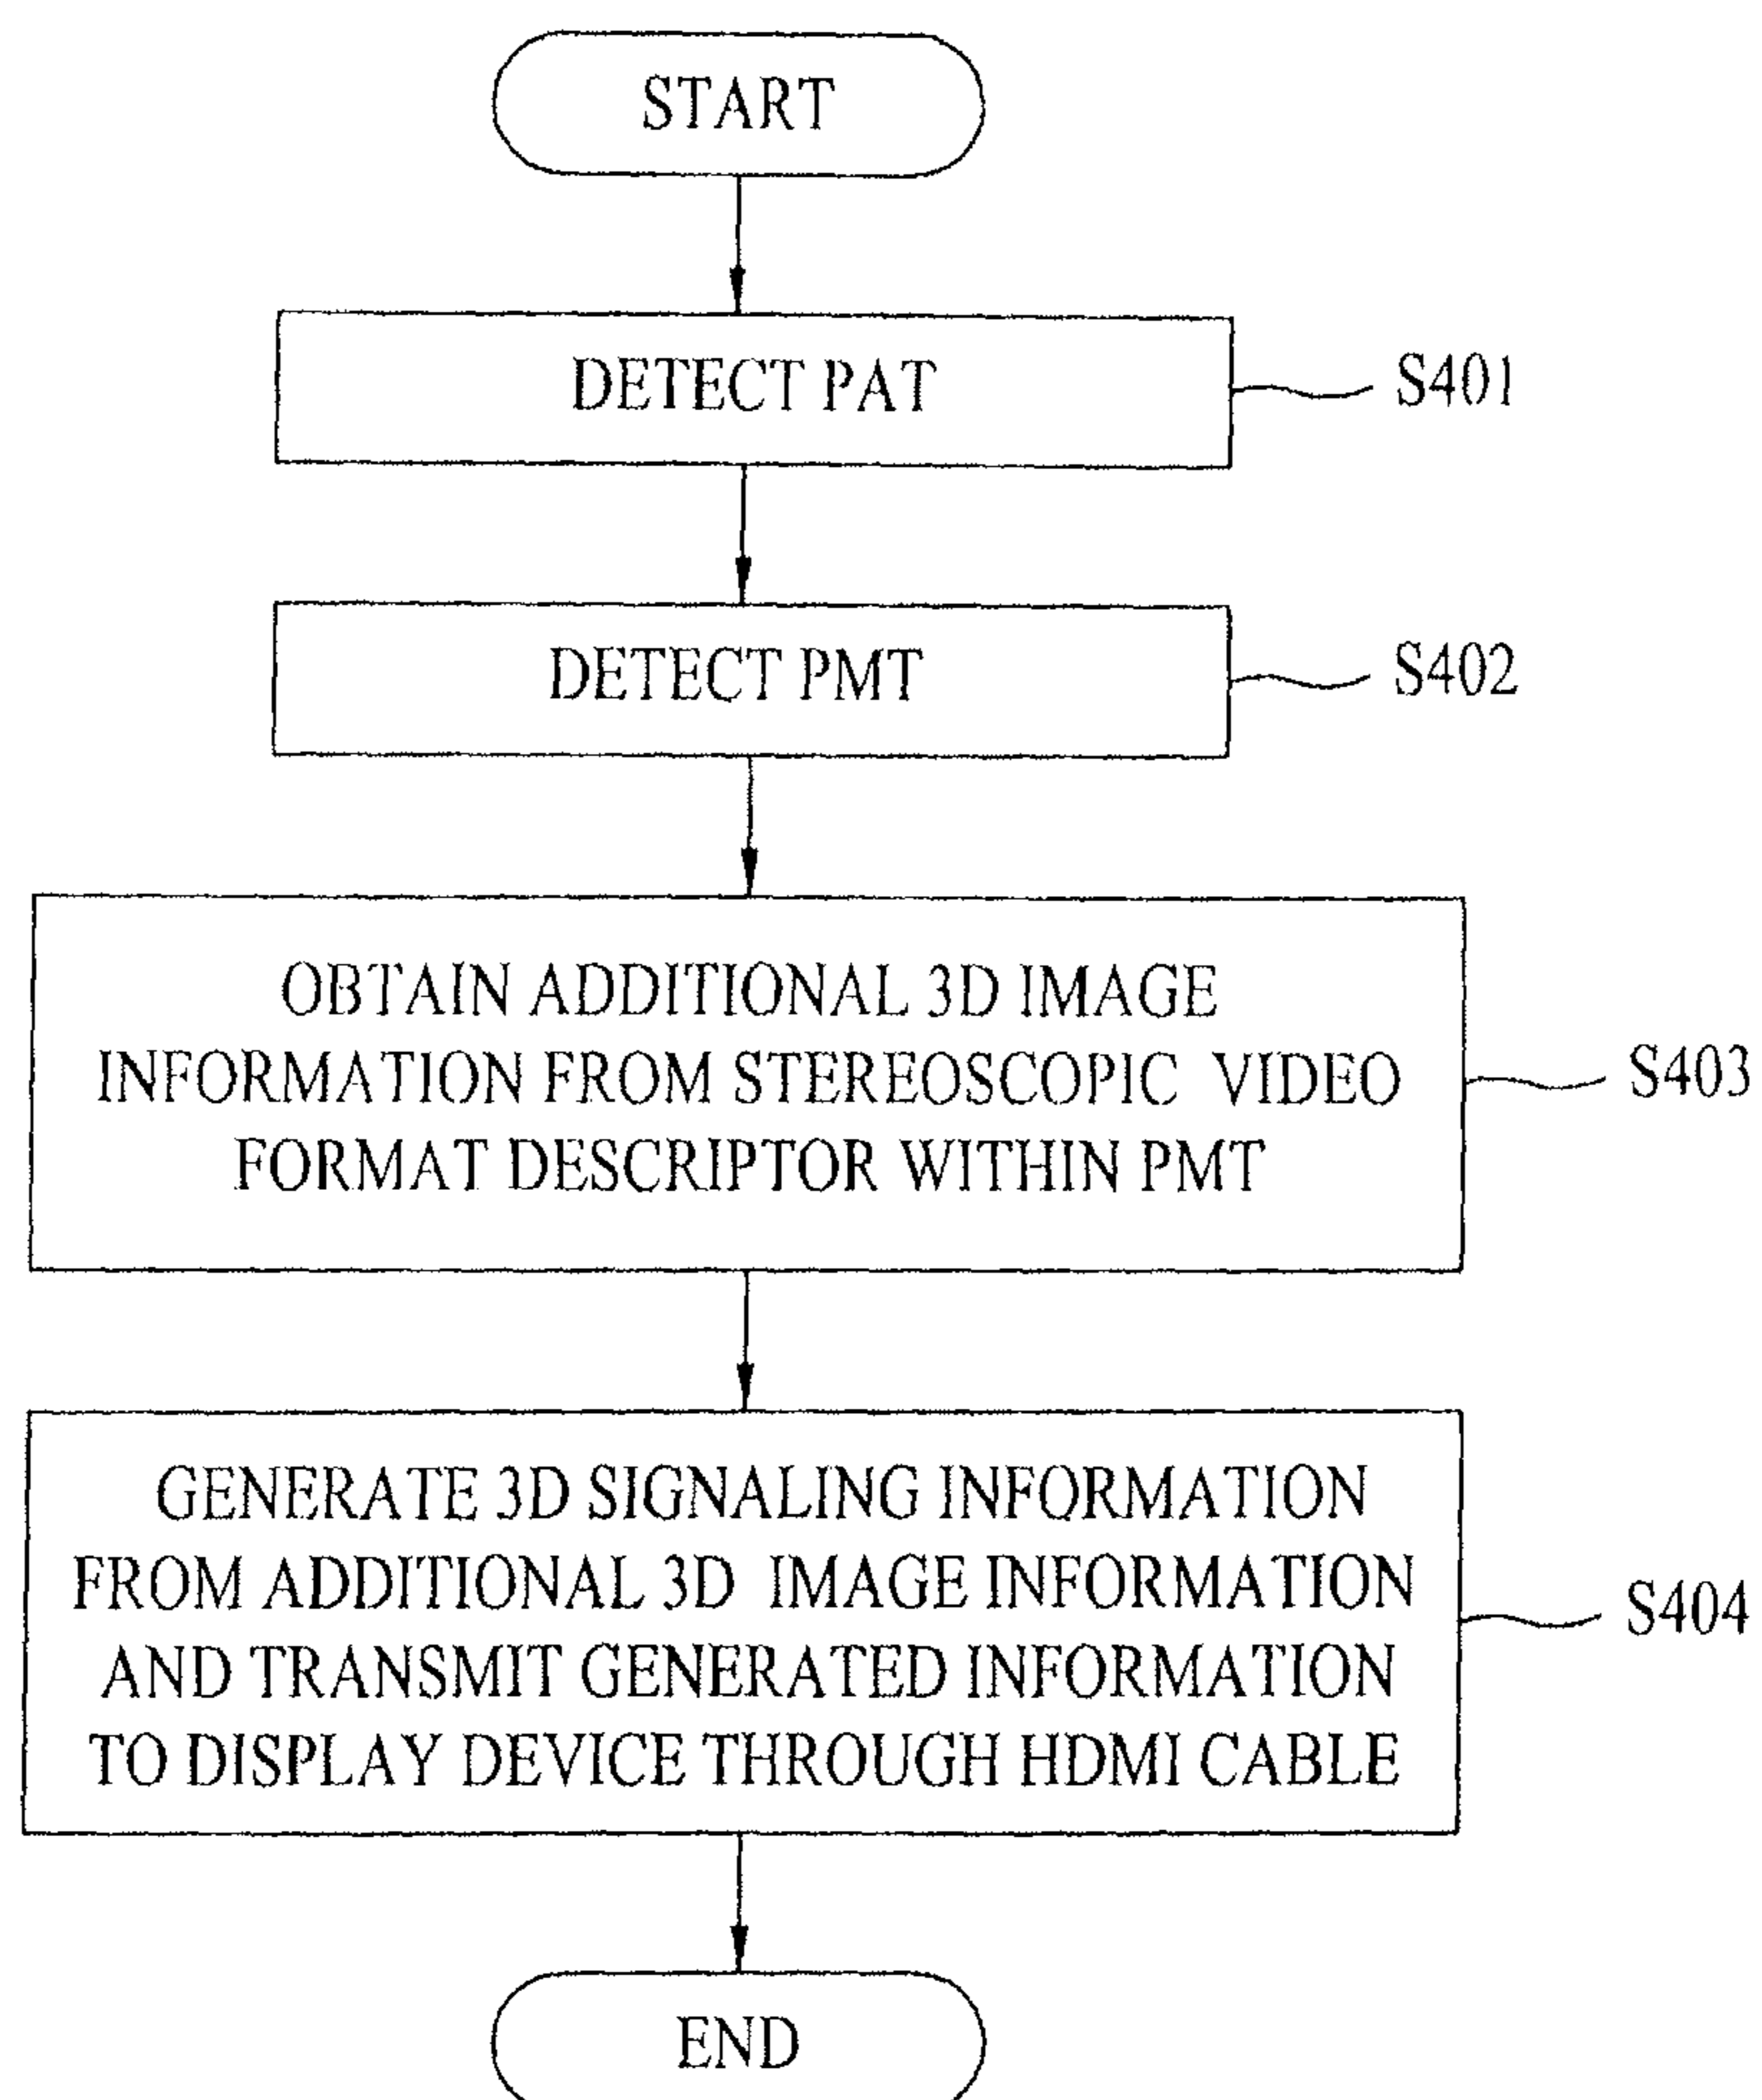 START
DETECT PAT
S401
DETECT PMT
S402
OBTAIN ADDITIONAL 3D IMAGE
INFORMATION FROM STEREOSCOPIC VIDEO
FORMAT DESCRIPTOR WITHIN PMT
S403
GENERATE 3D SIGNALING INFORMATION
FROM ADDITIONAL 3D IMAGE INFORMATION
AND TRANSMIT GENERATED INFORMATION
TO DISPLAY DEVICE THROUGH HDMI CABLE
S404
END